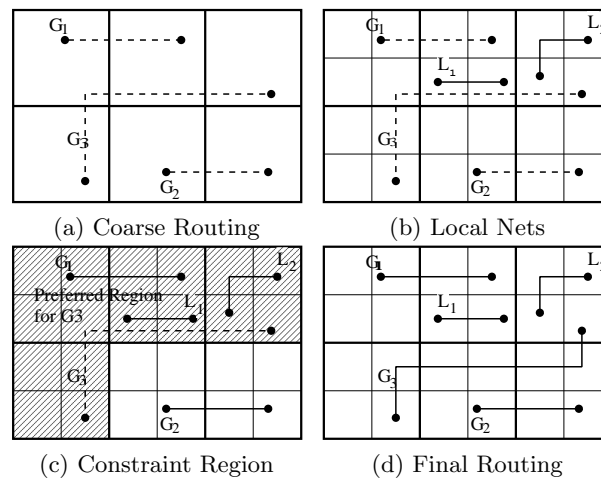 G1
G3
G2
(a) Coarse Routing
G1
L1
G3
G2
(b) Local Nets
G1
L2
Preferred Region
for G3
L1
G3
G2
(c) Constraint Region
G1
L1
G3
G2
(d) Final Routing